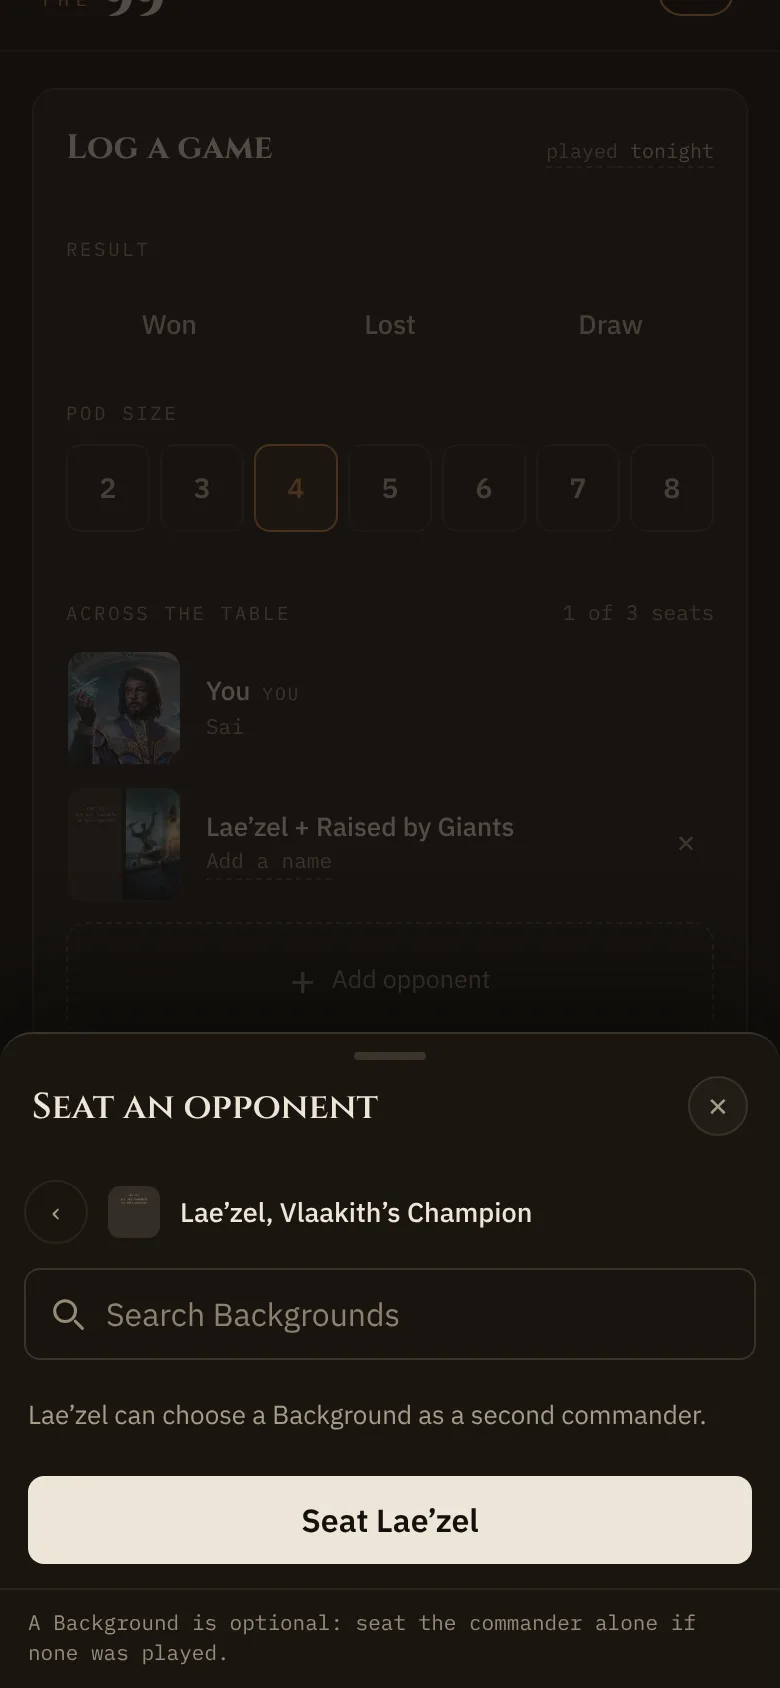 THE 99
LOG A GAME
played tonight
RESULT
Won Lost Draw
POD SIZE
2 3 4 5 6 7 8
ACROSS THE TABLE
1 of 3 seats
You YOU
Sai
Lae’zel + Raised by Giants
×
Add a name
+ Add opponent
SEAT AN OPPONENT
×
‹ Lae’zel, Vlaakith’s Champion
Search Backgrounds
Lae’zel can choose a Background as a second commander.
Seat Lae’zel
A Background is optional: seat the commander alone if
none was played.